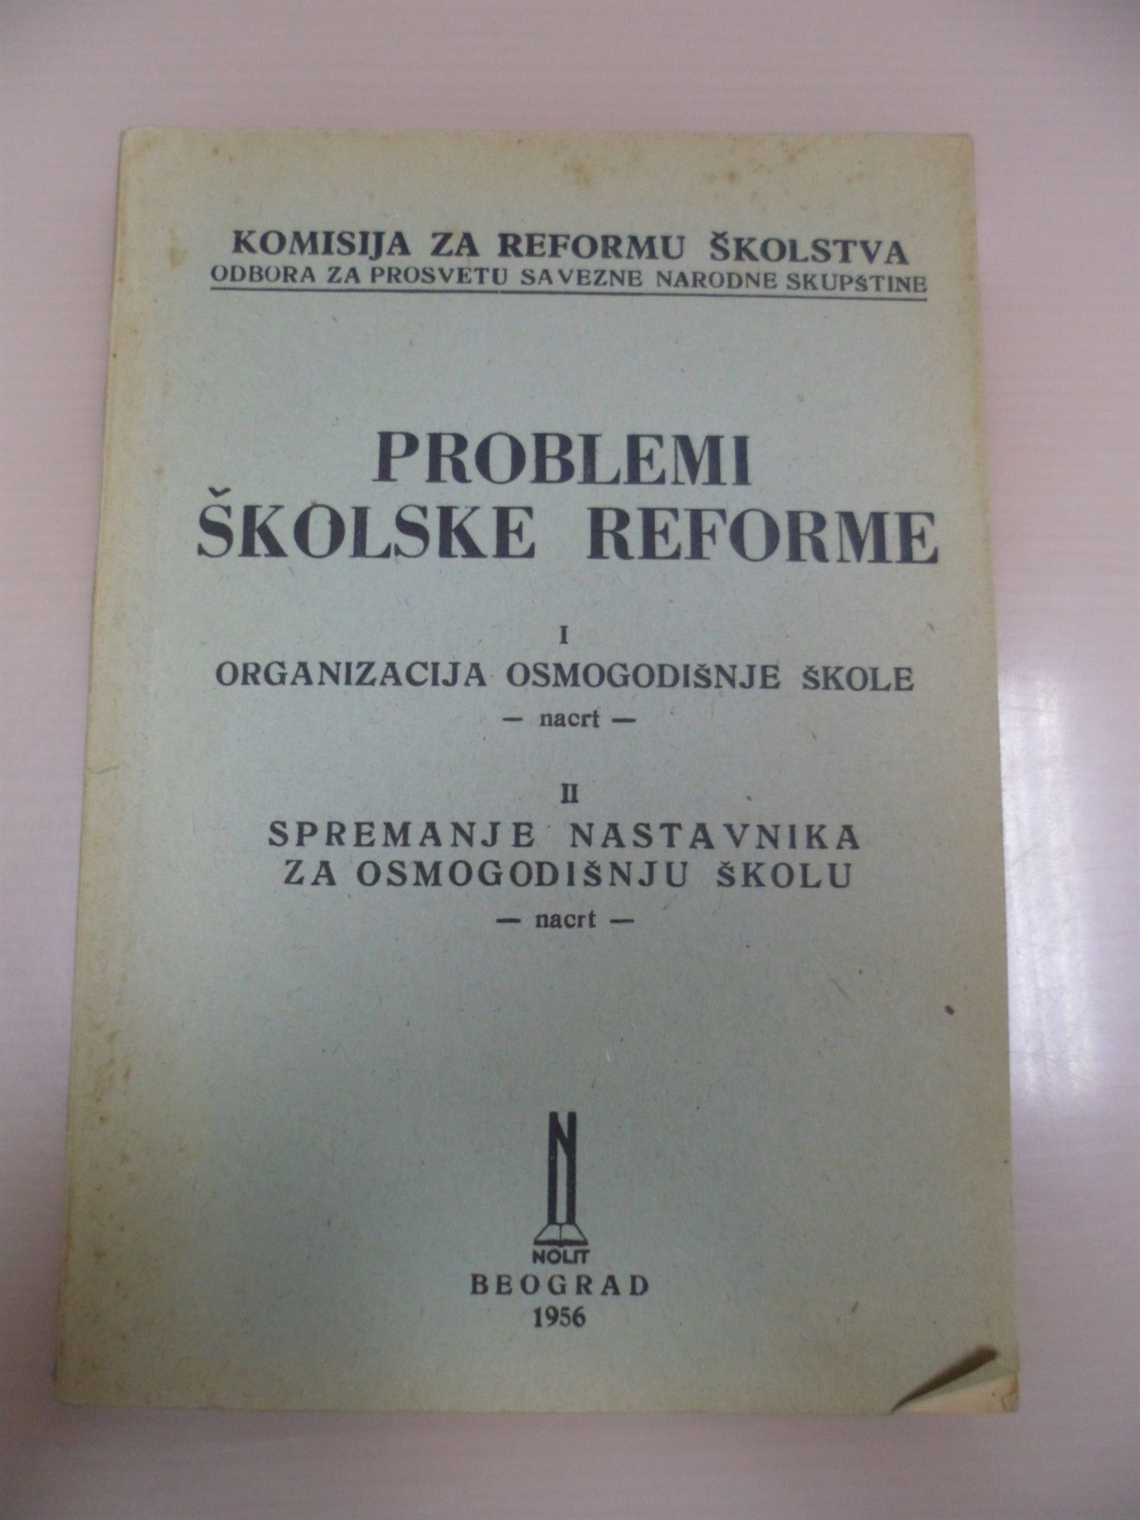 KOMISIJA ZA REFORMU ŠKOLSTVA
ODBORA ZA PROSVETU SAVEZNE NARODNE SKUPŠTINE
PROBLEMI
ŠKOLSKE REFORME
I
ORGANIZACIJA OSMOGODIŠNJE ŠKOLE
— nacrt —
II
SPREMANJE NASTAVNIKA
ZA OSMOGODIŠNJU ŠKOLU
— nacrt —
N
NOLIT
BEOGRAD
1956